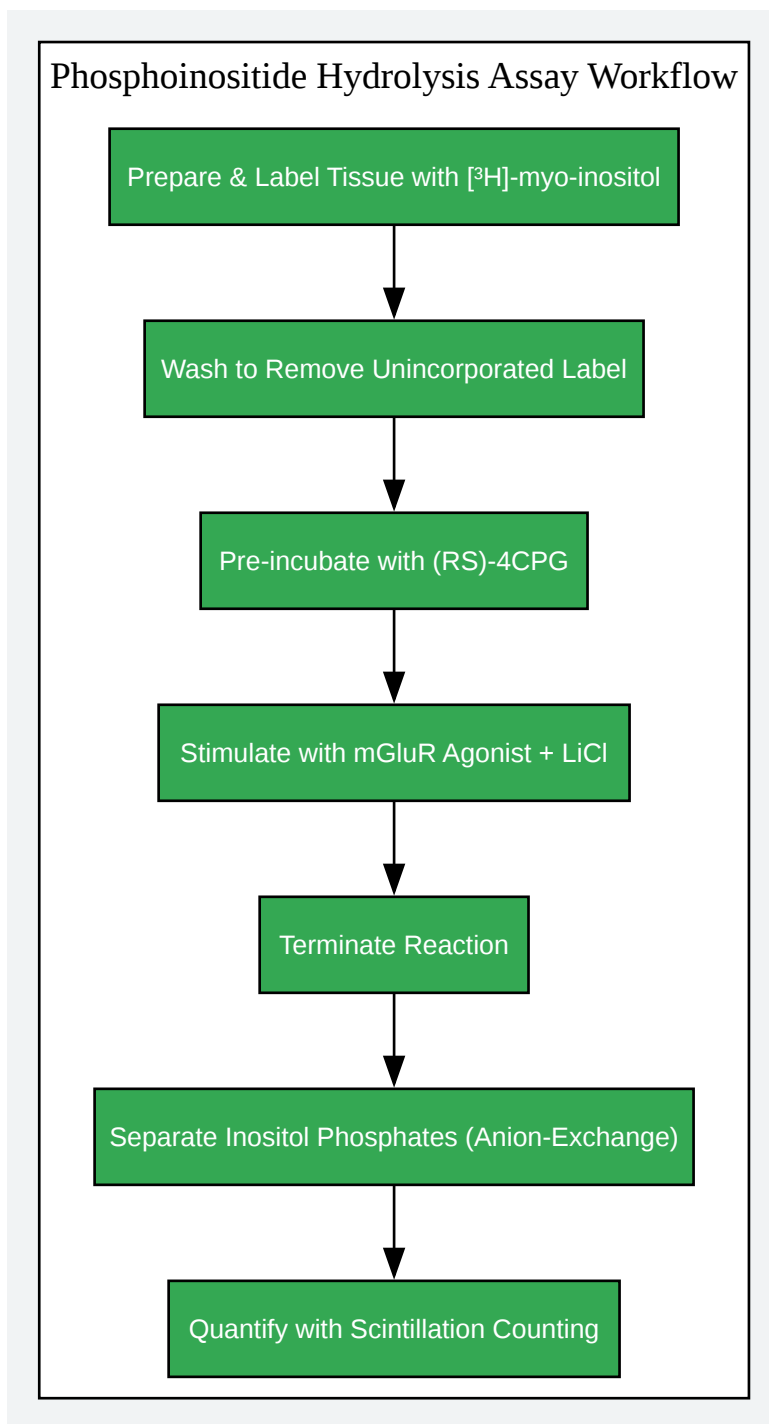 Phosphoinositide Hydrolysis Assay Workflow
Prepare & Label Tissue with [³H]-myo-inositol
Wash to Remove Unincorporated Label
Pre-incubate with (RS)-4CPG
Stimulate with mGluR Agonist + LiCl
Terminate Reaction
Separate Inositol Phosphates (Anion-Exchange)
Quantify with Scintillation Counting